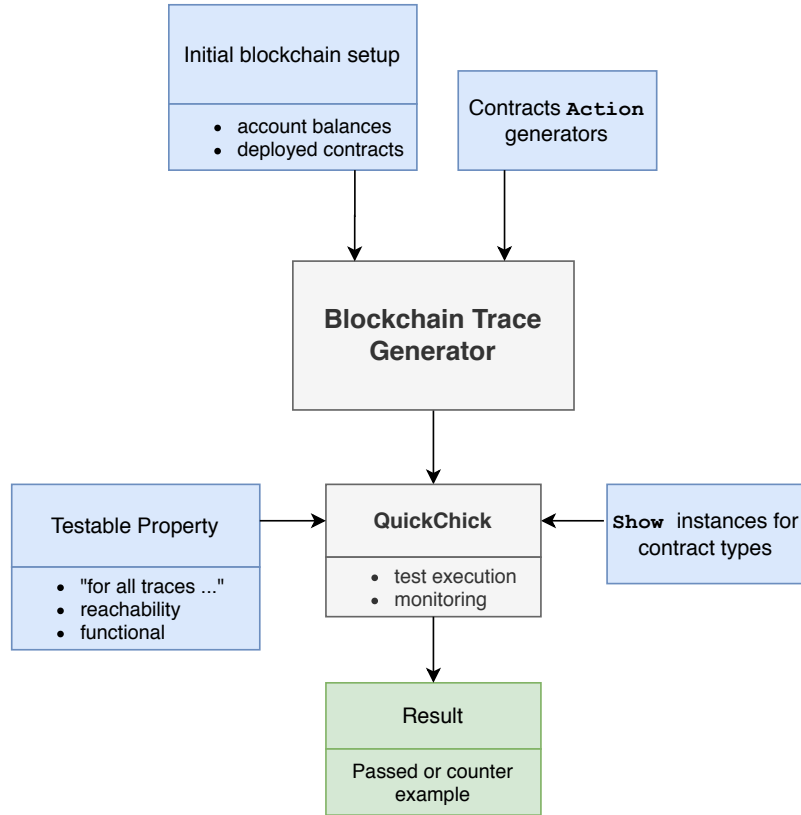 Initial blockchain setup
• account balances
• deployed contracts
Contracts Action
generators
Blockchain Trace
Generator
Testable Property
• "for all traces ..."
• reachability
• functional
QuickChick
• test execution
• monitoring
Show instances for
contract types
Result
Passed or counter
example